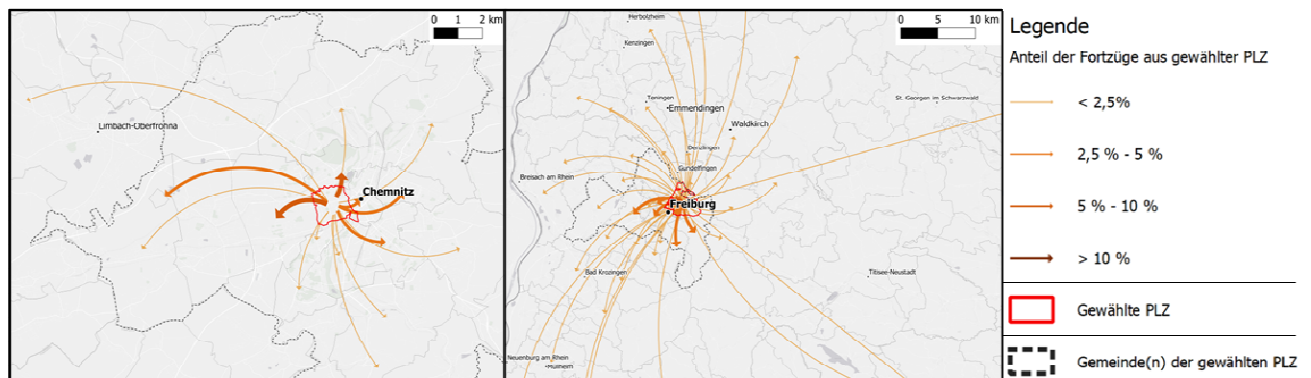 0 1 2 km
Limbach-Oberfrohna
Chemnitz
0 5 10 km
Herbolzheim
Kenzingen
Teningen
Emmendingen
St. Georgen im Schwarzwald
Waldkirch
Denzlingen
Gundelfingen
Breisach am Rhein
Freiburg
Bad Krozingen
Titisee-Neustadt
Neuenburg am Rhein
Müllheim
Legende
Anteil der Fortzüge aus gewählter PLZ
< 2,5%
2,5 % - 5 %
5 % - 10 %
> 10 %
Gewählte PLZ
Gemeinde(n) der gewählten PLZ